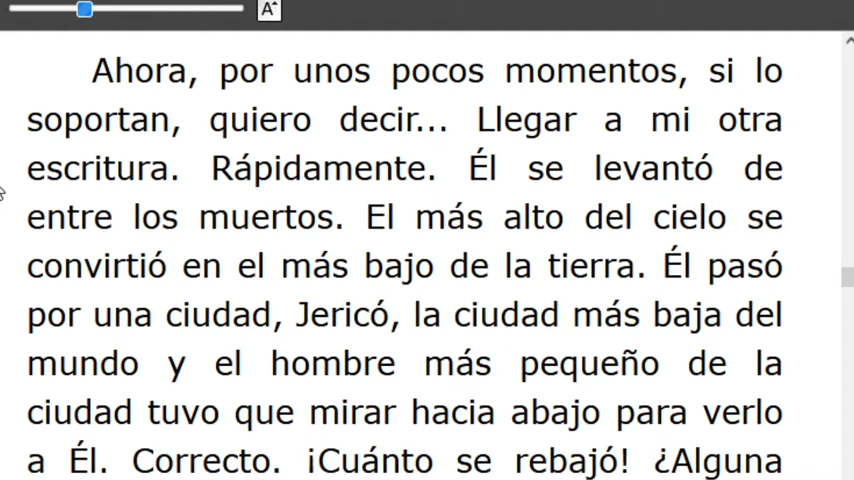 A
Ahora, por unos pocos momentos, si lo
soportan, quiero decir... Llegar a mi otra
escritura. Rápidamente. Él se levantó de
entre los muertos. El más alto del cielo se
convirtió en el más bajo de la tierra. Él pasó
por una ciudad, Jericó, la ciudad más baja del
mundo y el hombre más pequeño de la
ciudad tuvo que mirar hacia abajo para verlo
a Él. Correcto. ¡Cuánto se rebajó! ¿Alguna